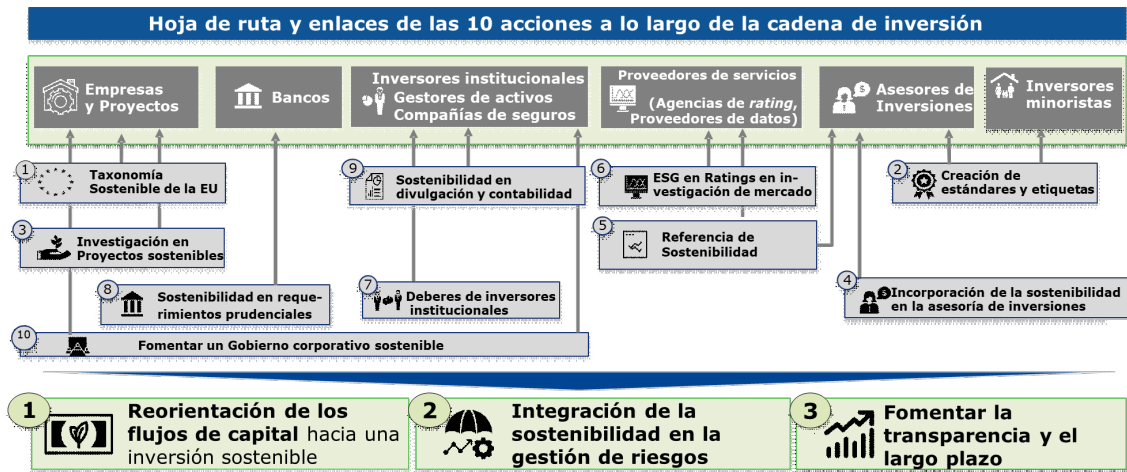 Hoja de ruta y enlaces de las 10 acciones a lo largo de la cadena de inversión
Empresas
y Proyectos
Bancos
Inversores institucionales
Gestores de activos
Compañías de seguros
Proveedores de servicios
(Agencias de rating,
Proveedores de datos)
Asesores de
Inversiones
Inversores
minoristas
1
Taxonomía
Sostenible de la EU
9
Sostenibilidad en
divulgación y contabilidad
6
ESG en Ratings en in-
vestigación de mercado
2
Creación de
estándares y etiquetas
3
Investigación en
Proyectos sostenibles
5
Referencia de
Sostenibilidad
8
Sostenibilidad en reque-
rimientos prudenciales
7
Deberes de inversores
institucionales
4
Incorporación de la sostenibilidad
en la asesoría de inversiones
10
Fomentar un Gobierno corporativo sostenible
1
Reorientación de los
flujos de capital hacia una
inversión sostenible
2
Integración de la
sostenibilidad en la
gestión de riesgos
3
Fomentar la
transparencia y el
largo plazo